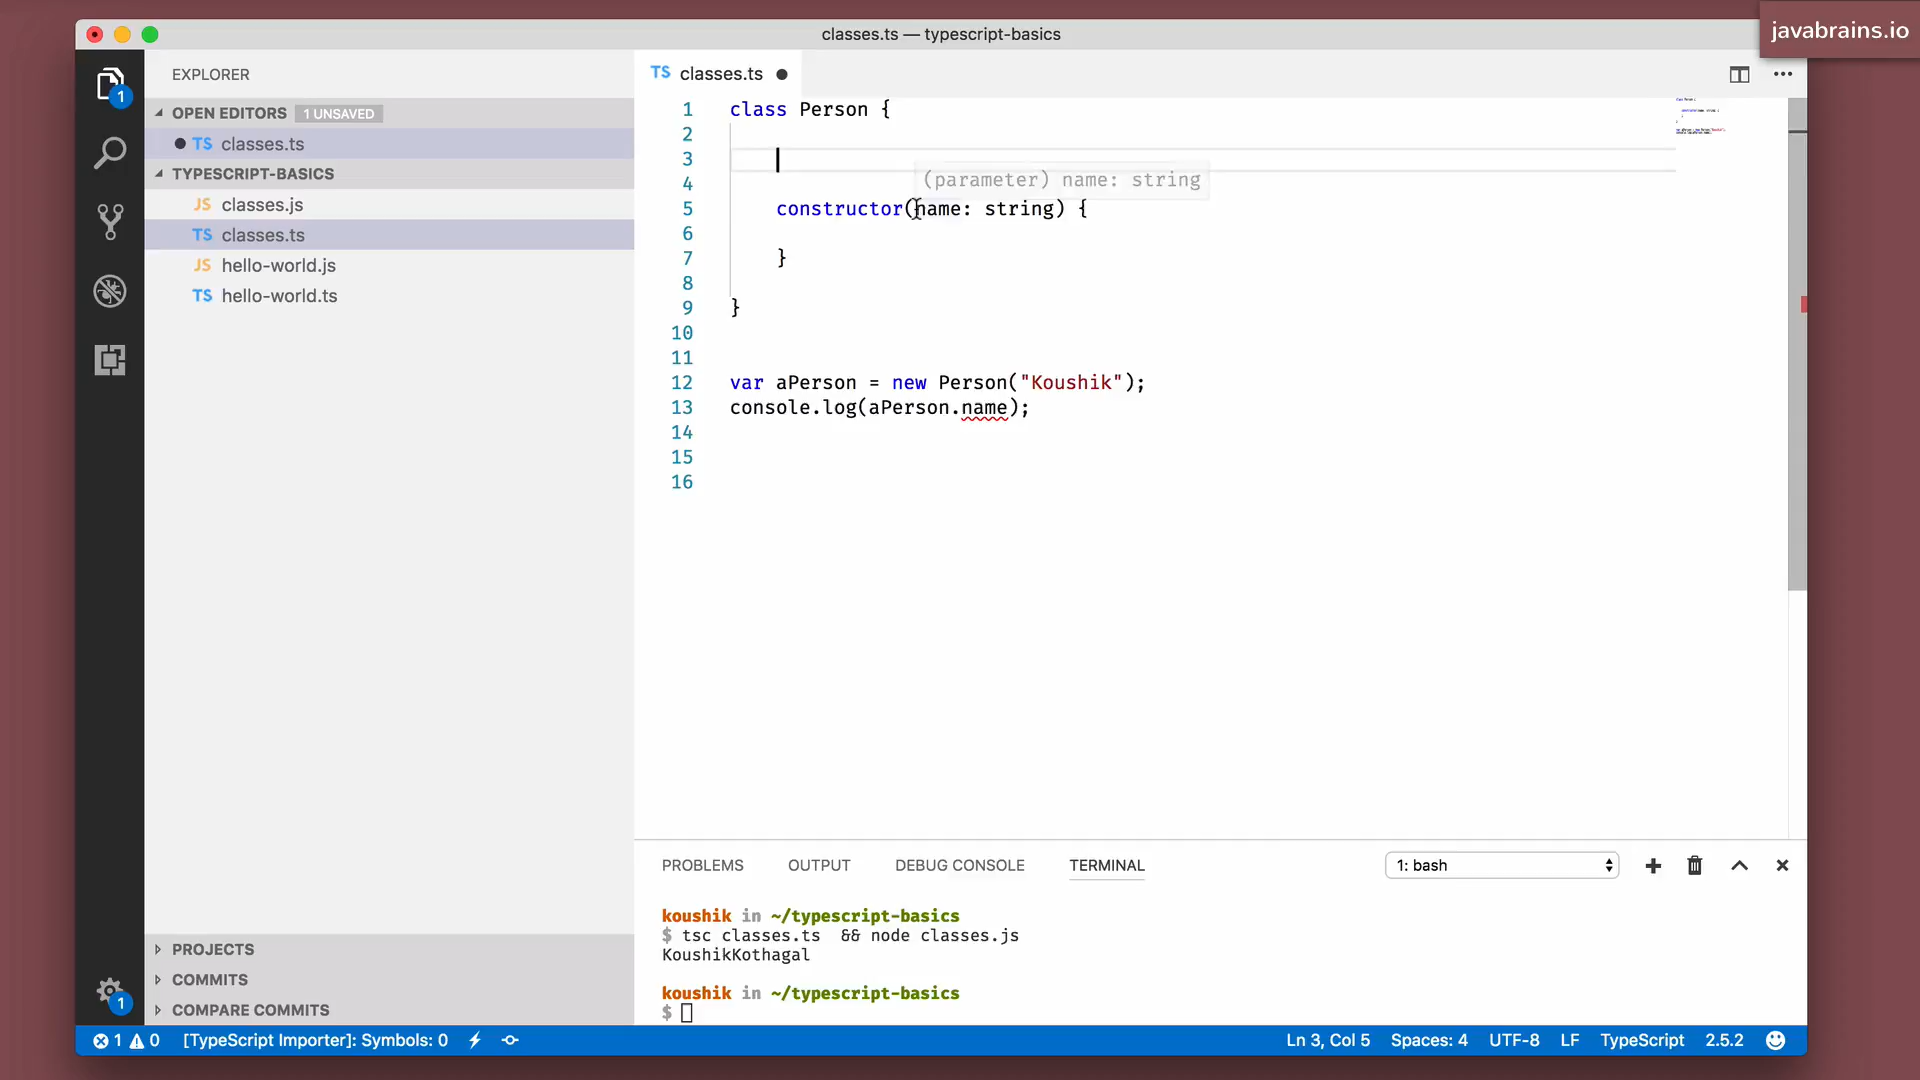 classes.ts — typescript-basics
javabrains.io
EXPLORER
OPEN EDITORS 1 UNSAVED
TS classes.ts
TYPESCRIPT-BASICS
JS classes.js
TS classes.ts
JS hello-world.js
TS hello-world.ts
PROJECTS
COMMITS
COMPARE COMMITS
1
1
TS classes.ts
1 class Person {
2
3
(parameter) name: string
4
5 constructor(name: string) {
6
7 }
8
9 }
10
11
12 var aPerson = new Person("Koushik");
13 console.log(aPerson.name);
14
15
16
PROBLEMS OUTPUT DEBUG CONSOLE TERMINAL 1: bash
koushik in ~/typescript-basics
$ tsc classes.ts  && node classes.js
KoushikKothagal
koushik in ~/typescript-basics
$
1 0 [TypeScript Importer]: Symbols: 0 Ln 3, Col 5 Spaces: 4 UTF-8 LF TypeScript 2.5.2